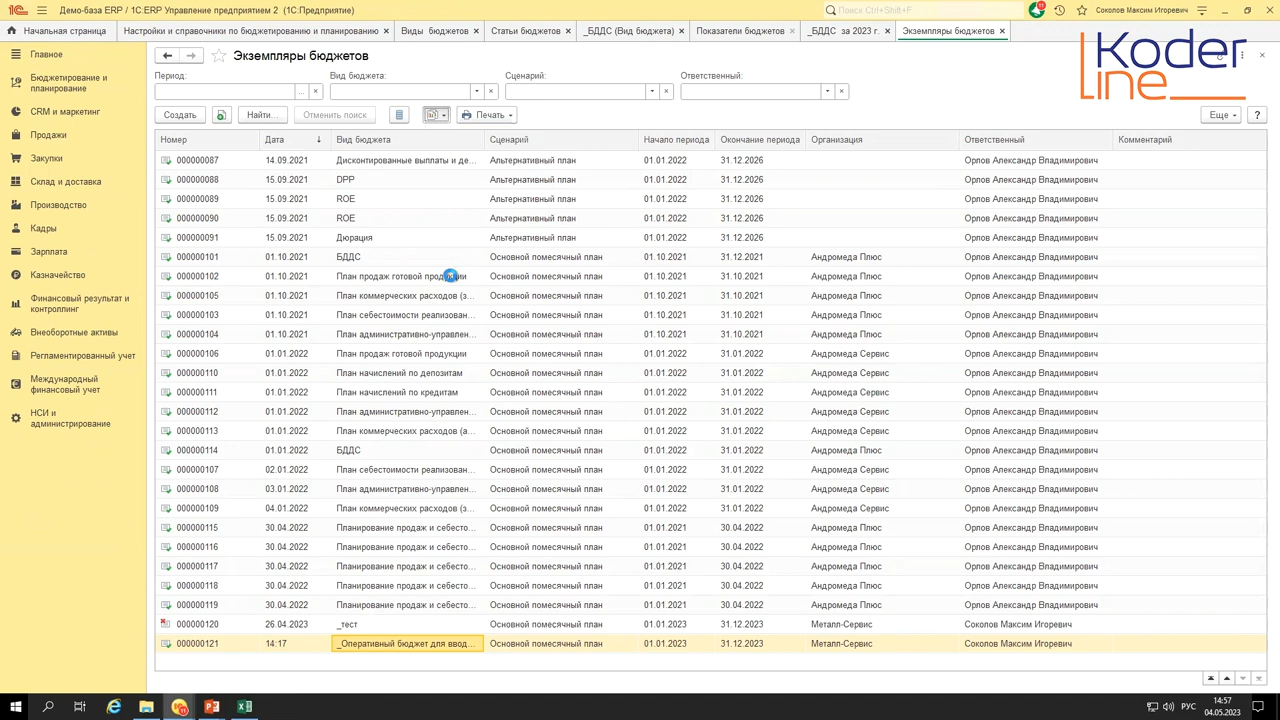 Демо-база ERP / 1С:ERP Управление предприятием 2 (1С:Предприятие)
Поиск Ctrl+Shift+F
11
Соколов Максим Игоревич
Начальная страница
Настройки и справочники по бюджетированию и планированию
Виды бюджетов
Статьи бюджетов
_БДДС (Вид бюджета)
Показатели бюджетов
_БДДС за 2023 г.
Экземпляры бюджетов
Главное
Бюджетирование и
планирование
CRM и маркетинг
Продажи
Закупки
Склад и доставка
Производство
Кадры
Зарплата
Казначейство
Финансовый результат и
контроллинг
Внеоборотные активы
Регламентированный учет
Международный
финансовый учет
НСИ и
администрирование
Экземпляры бюджетов
Koder
Line
Период:
Вид бюджета:
Сценарий:
Ответственный:
Создать
Найти...
Отменить поиск
Печать
Еще
?
Номер Дата ↓ Вид бюджета Сценарий Начало периода Окончание периода Организация Ответственный Комментарий
000000087 14.09.2021 Дисконтированные выплаты и де... Альтернативный план 01.01.2022 31.12.2026 Орлов Александр Владимирович
000000088 15.09.2021 DPP Альтернативный план 01.01.2022 31.12.2026 Орлов Александр Владимирович
000000089 15.09.2021 ROE Альтернативный план 01.01.2022 31.12.2026 Орлов Александр Владимирович
000000090 15.09.2021 ROE Альтернативный план 01.01.2022 31.12.2026 Орлов Александр Владимирович
000000091 15.09.2021 Дюрация Альтернативный план 01.01.2022 31.12.2026 Орлов Александр Владимирович
000000101 01.10.2021 БДДС Основной помесячный план 01.10.2021 31.10.2021 Андромеда Плюс Орлов Александр Владимирович
000000102 01.10.2021 План продаж готовой продукции Основной помесячный план 01.10.2021 31.10.2021 Андромеда Плюс Орлов Александр Владимирович
000000105 01.10.2021 План коммерческих расходов (з... Основной помесячный план 01.10.2021 31.10.2021 Андромеда Плюс Орлов Александр Владимирович
000000103 01.10.2021 План себестоимости реализован... Основной помесячный план 01.10.2021 31.10.2021 Андромеда Плюс Орлов Александр Владимирович
000000104 01.10.2021 План административно-управлен... Основной помесячный план 01.10.2021 31.10.2021 Андромеда Плюс Орлов Александр Владимирович
000000106 01.01.2022 План продаж готовой продукции Основной помесячный план 01.01.2022 31.01.2022 Андромеда Сервис Орлов Александр Владимирович
000000110 01.01.2022 План начислений по депозитам Основной помесячный план 01.01.2022 31.01.2022 Андромеда Сервис Орлов Александр Владимирович
000000111 01.01.2022 План начислений по кредитам Основной помесячный план 01.01.2022 31.01.2022 Андромеда Сервис Орлов Александр Владимирович
000000112 01.01.2022 План административно-управлен... Основной помесячный план 01.01.2022 31.01.2022 Андромеда Сервис Орлов Александр Владимирович
000000113 01.01.2022 План коммерческих расходов (а... Основной помесячный план 01.01.2022 31.01.2022 Андромеда Сервис Орлов Александр Владимирович
000000114 01.01.2022 БДДС Основной помесячный план 01.01.2022 31.01.2022 Андромеда Сервис Орлов Александр Владимирович
000000107 02.01.2022 План себестоимости реализован... Основной помесячный план 01.01.2022 31.01.2022 Андромеда Сервис Орлов Александр Владимирович
000000108 03.01.2022 План административно-управлен... Основной помесячный план 01.01.2022 31.01.2022 Андромеда Сервис Орлов Александр Владимирович
000000109 04.01.2022 План коммерческих расходов (з... Основной помесячный план 01.01.2022 31.01.2022 Андромеда Сервис Орлов Александр Владимирович
000000115 30.04.2022 Планирование продаж и себесто... Основной помесячный план 01.01.2021 30.04.2022 Андромеда Плюс Орлов Александр Владимирович
000000116 30.04.2022 Планирование продаж и себесто... Основной помесячный план 01.01.2021 30.04.2022 Андромеда Плюс Орлов Александр Владимирович
000000117 30.04.2022 Планирование продаж и себесто... Основной помесячный план 01.01.2021 30.04.2022 Андромеда Плюс Орлов Александр Владимирович
000000118 30.04.2022 Планирование продаж и себесто... Основной помесячный план 01.01.2021 30.04.2022 Андромеда Плюс Орлов Александр Владимирович
000000119 30.04.2022 Планирование продаж и себесто... Основной помесячный план 01.01.2021 30.04.2022 Андромеда Плюс Орлов Александр Владимирович
000000120 26.04.2023 _тест Основной помесячный план 01.01.2023 31.12.2023 Металл-Сервис Соколов Максим Игоревич
000000121 14:17 _Оперативный бюджет для ввод... Основной помесячный план 01.01.2023 31.12.2023 Металл-Сервис Соколов Максим Игоревич
РУС
14:57
04.05.2023